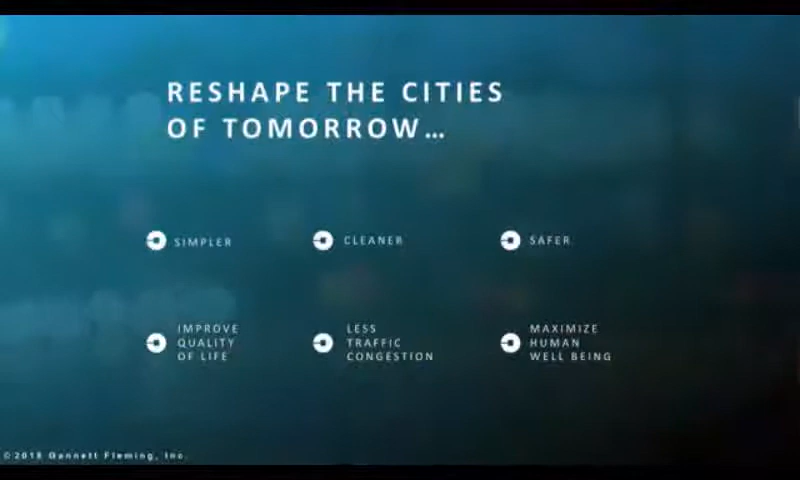 RESHAPE THE CITIES
OF TOMORROW…
SIMPLER
CLEANER
SAFER
IMPROVE
QUALITY
OF LIFE
LESS
TRAFFIC
CONGESTION
MAXIMIZE
HUMAN
WELL BEING
©2018 Gannett Fleming, Inc.